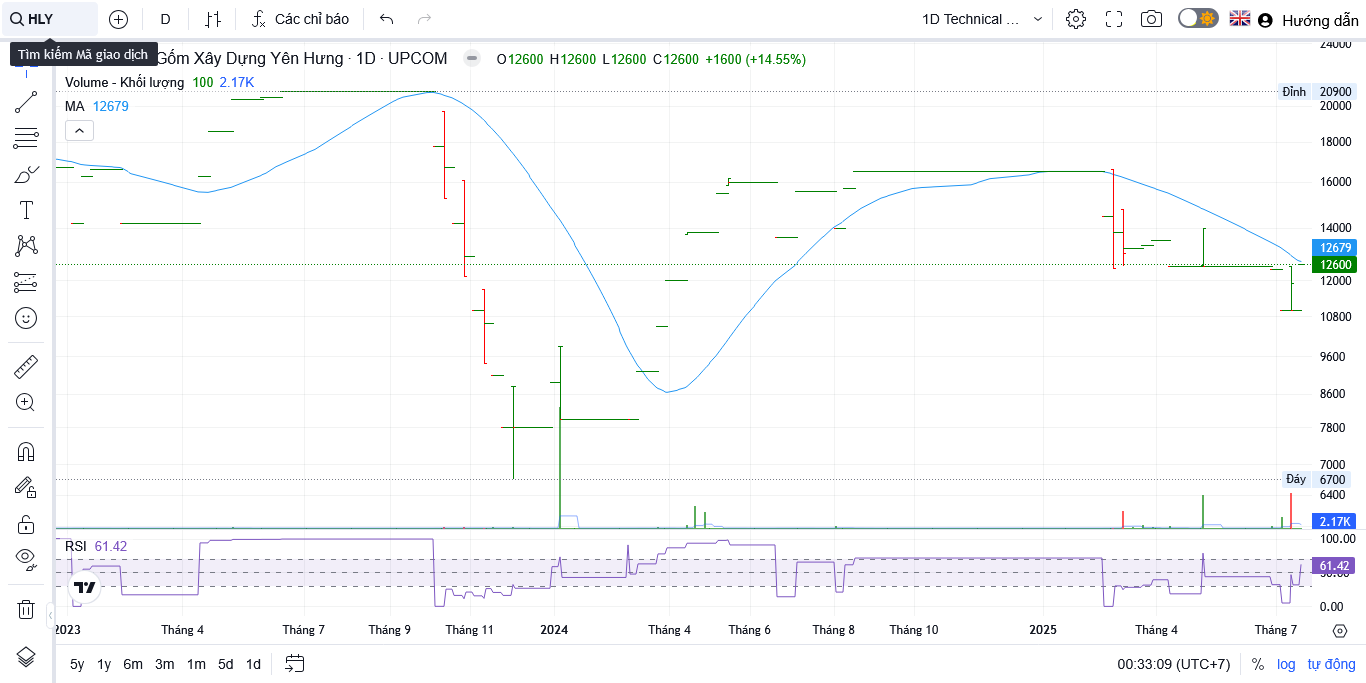 HLY
D
Các chỉ báo
1D Technical ...
Hướng dẫn
Tìm kiếm Mã giao dịch
Gốm Xây Dựng Yên Hưng · 1D · UPCOM
O12600 H12600 L12600 C12600 +1600 (+14.55%)
Volume - Khối lượng 100 2.17K
MA 12679
24000
Đỉnh 20900
20000
18000
16000
14000
12679
12600
12000
10800
9600
8600
7800
7000
Đáy 6700
6400
2.17K
RSI 61.42
100.00
61.42
50.00
0.00
2023 Tháng 4 Tháng 7 Tháng 9 Tháng 11 2024 Tháng 4 Tháng 6 Tháng 8 Tháng 10 2025 Tháng 4 Tháng 7
5y 1y 6m 3m 1m 5d 1d
00:33:09 (UTC+7) % log tự động